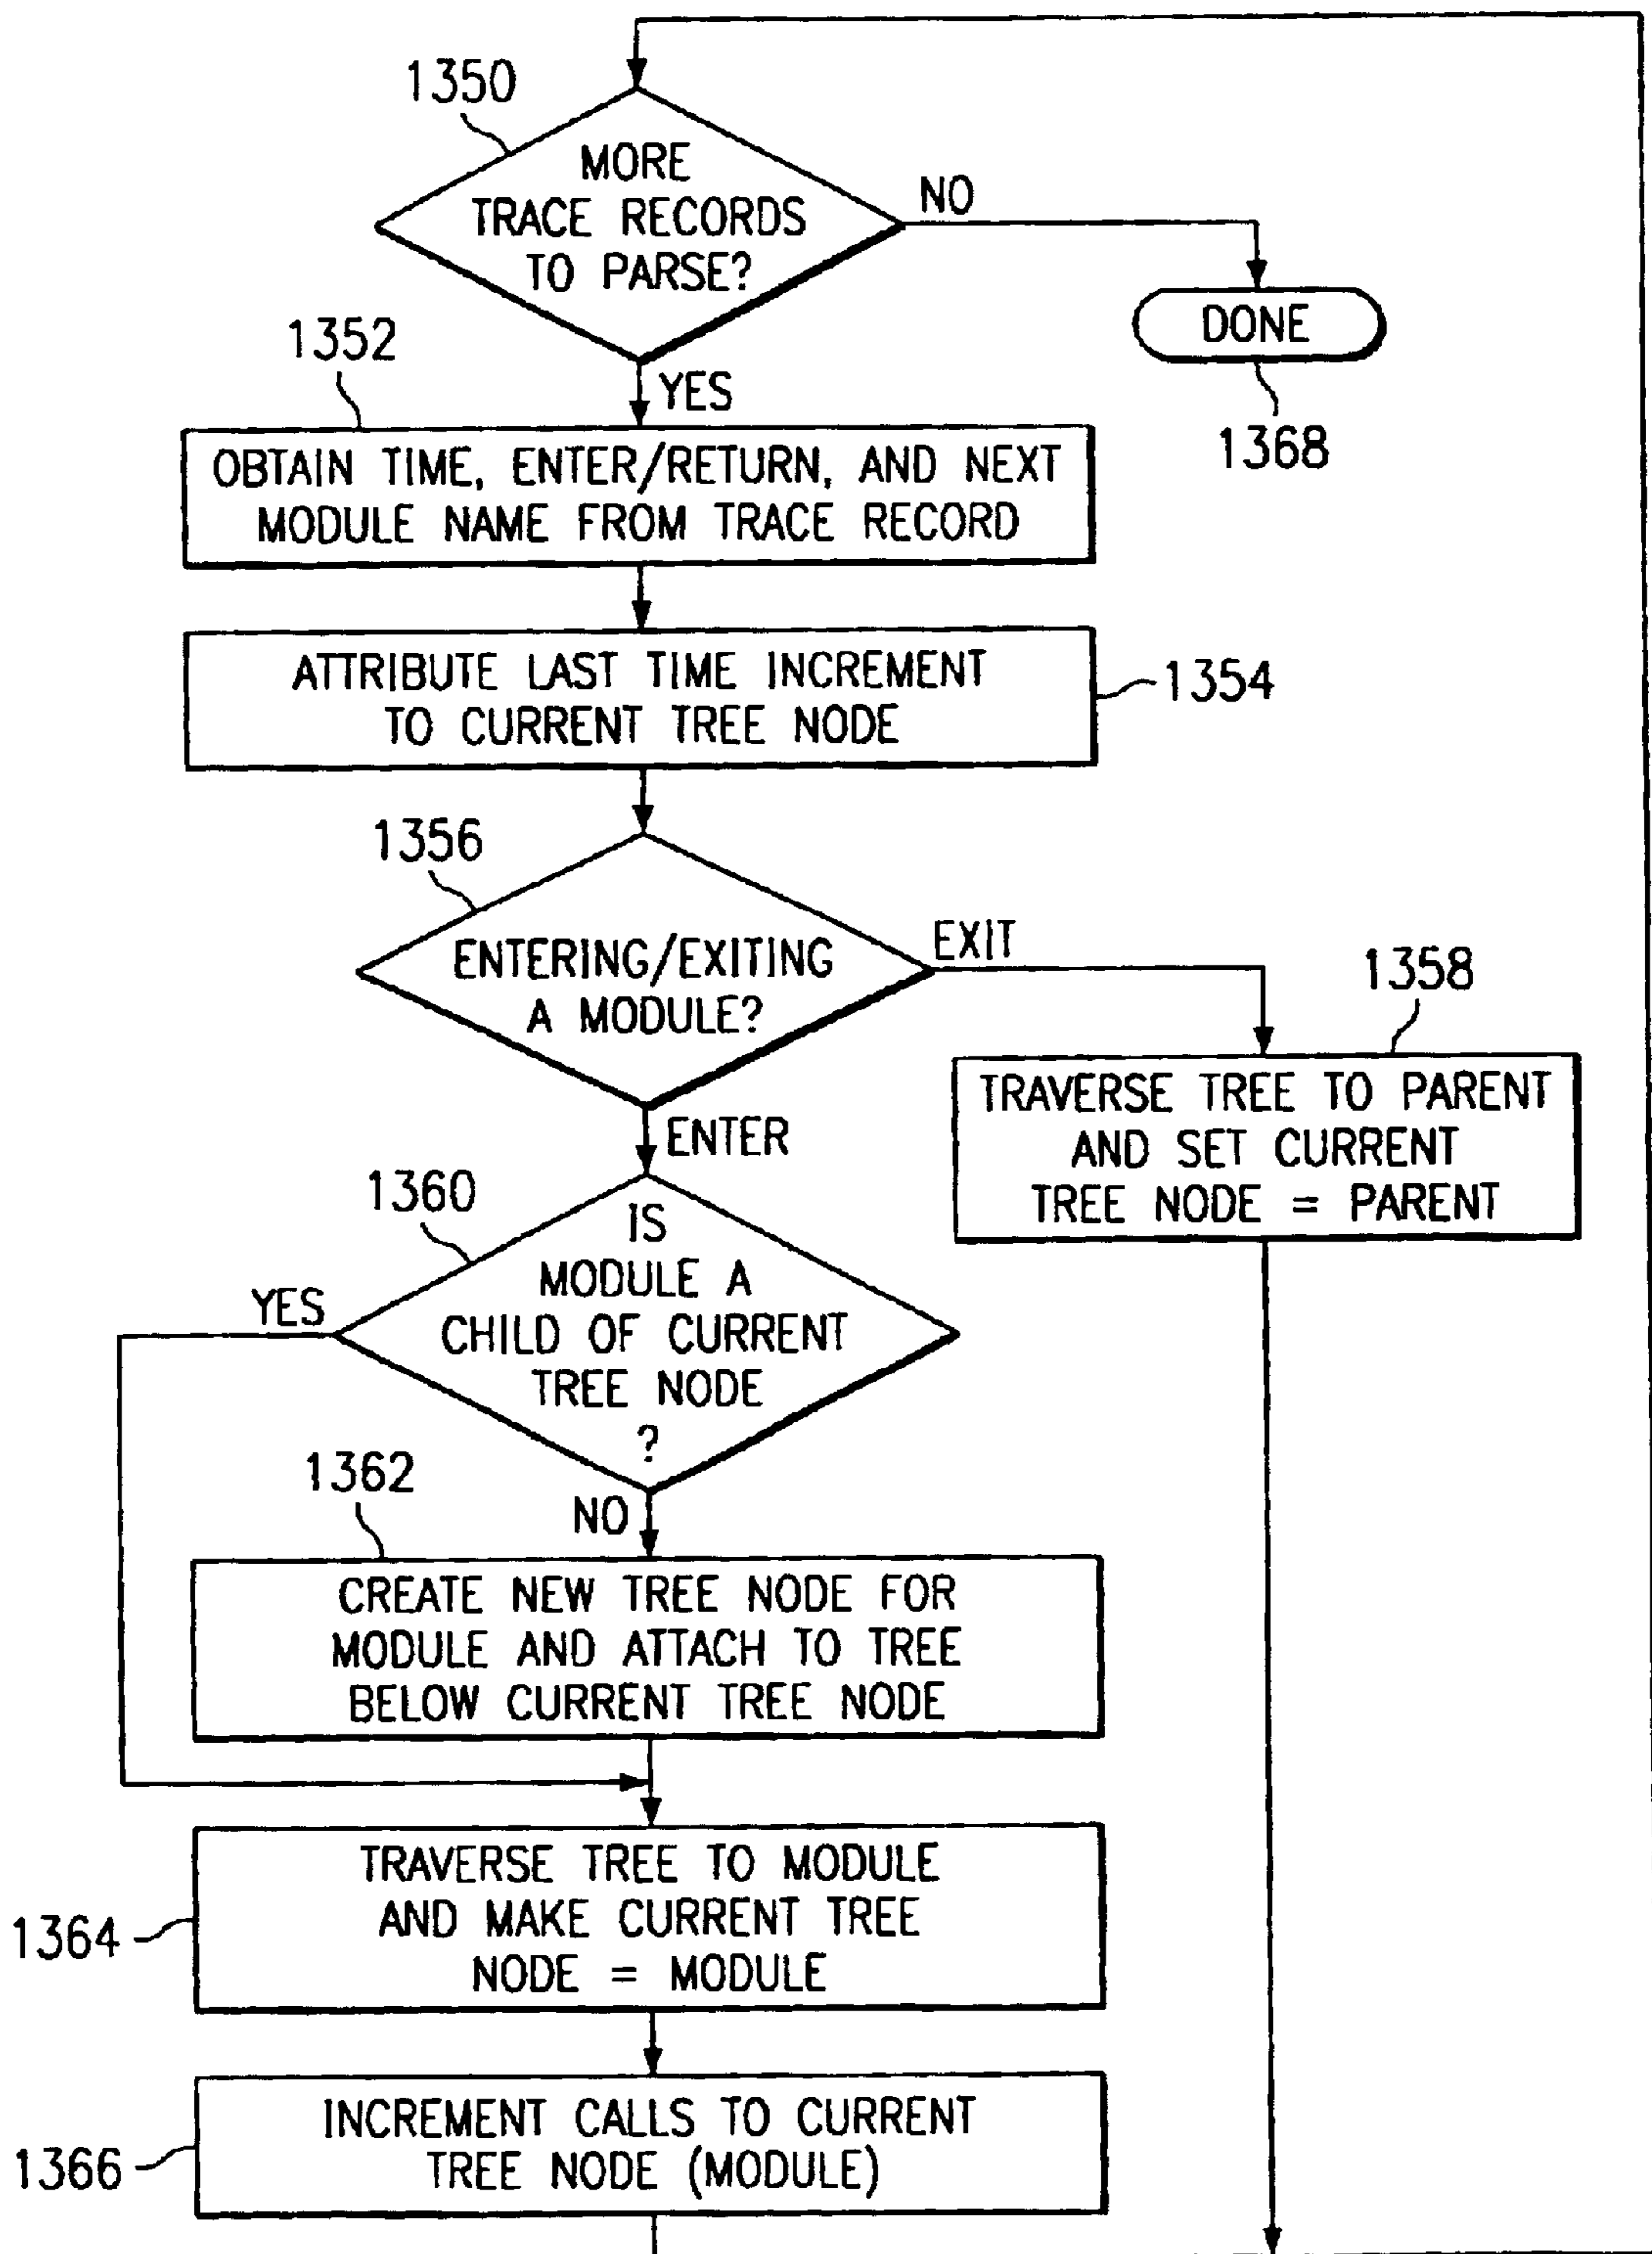 1350
MORE
TRACE RECORDS
TO PARSE?
NO
DONE
1368
YES
1352
OBTAIN TIME, ENTER/RETURN, AND NEXT
MODULE NAME FROM TRACE RECORD
ATTRIBUTE LAST TIME INCREMENT
TO CURRENT TREE NODE
1354
1356
ENTERING/EXITING
A MODULE?
EXIT
1358
TRAVERSE TREE TO PARENT
AND SET CURRENT
TREE NODE = PARENT
ENTER
1360
IS
MODULE A
CHILD OF CURRENT
TREE NODE
?
YES
NO
1362
CREATE NEW TREE NODE FOR
MODULE AND ATTACH TO TREE
BELOW CURRENT TREE NODE
1364
TRAVERSE TREE TO MODULE
AND MAKE CURRENT TREE
NODE = MODULE
1366
INCREMENT CALLS TO CURRENT
TREE NODE (MODULE)